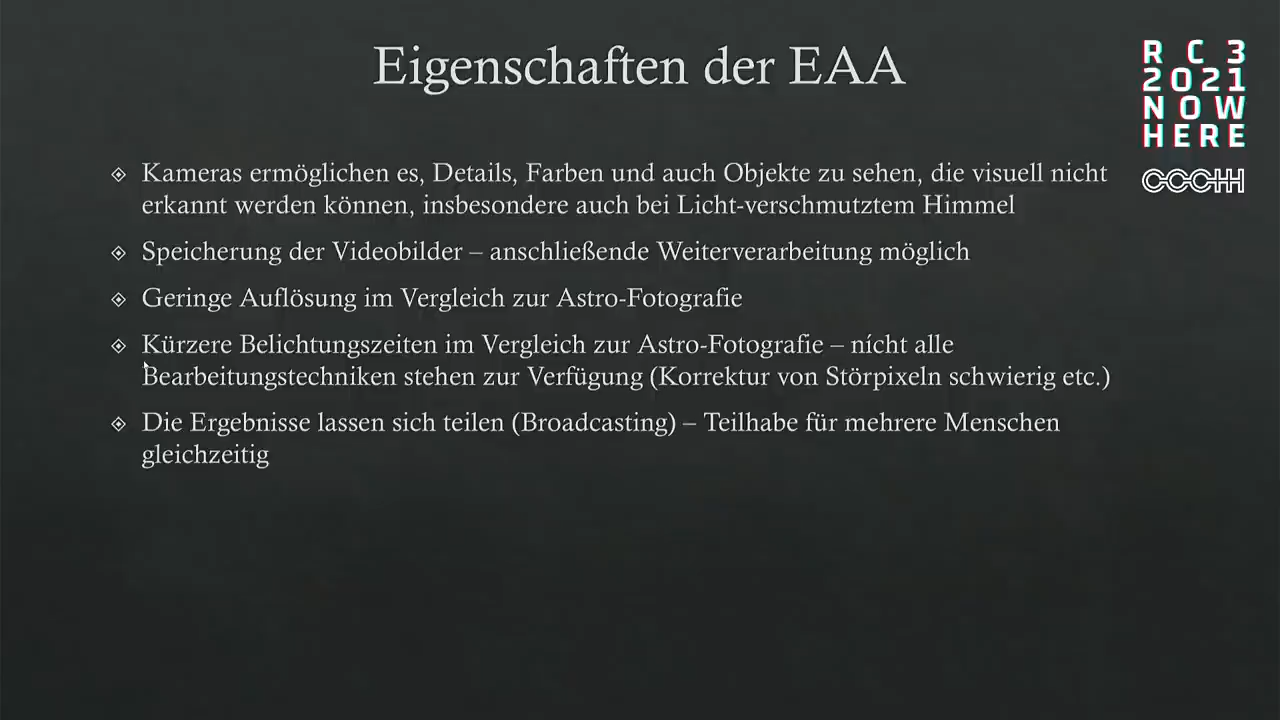 Eigenschaften der EAA
R C 3
2021
NOW
HERE
CCCHH
Kameras ermöglichen es, Details, Farben und auch Objekte zu sehen, die visuell nicht
erkannt werden können, insbesondere auch bei Licht-verschmutztem Himmel
Speicherung der Videobilder – anschließende Weiterverarbeitung möglich
Geringe Auflösung im Vergleich zur Astro-Fotografie
Kürzere Belichtungszeiten im Vergleich zur Astro-Fotografie – nícht alle
Bearbeitungstechniken stehen zur Verfügung (Korrektur von Störpixeln schwierig etc.)
Die Ergebnisse lassen sich teilen (Broadcasting) – Teilhabe für mehrere Menschen
gleichzeitig